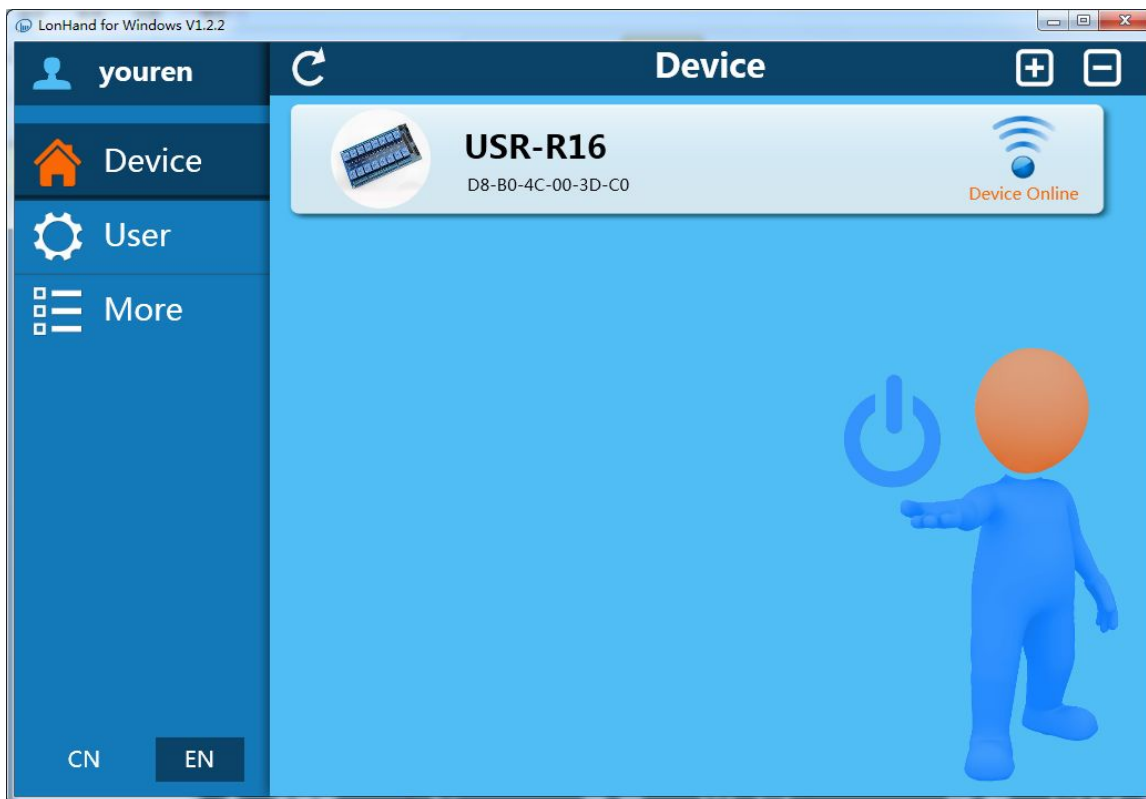 LonHand for Windows V1.2.2
youren
Device
Device
User
More
USR-R16
D8-B0-4C-00-3D-C0
Device Online
CN
EN